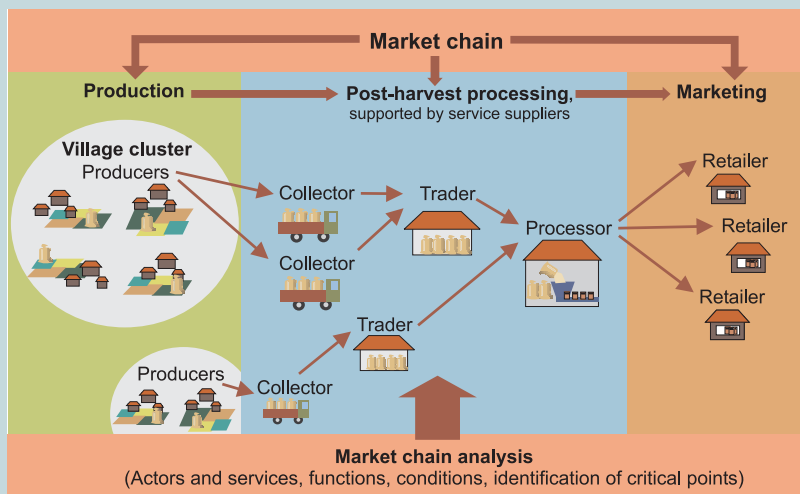 Market chain
Production
Post-harvest processing,
supported by service suppliers
Marketing
Village cluster
Producers
Collector
Trader
Collector
Processor
Retailer
Retailer
Retailer
Trader
Producers
Collector
Market chain analysis
(Actors and services, functions, conditions, identification of critical points)